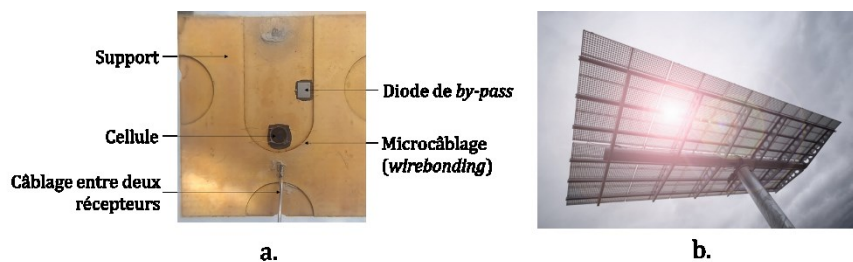 Support
Diode de by-pass
Cellule
Microcâblage
(wirebonding)
Câblage entre deux
récepteurs
a.
b.